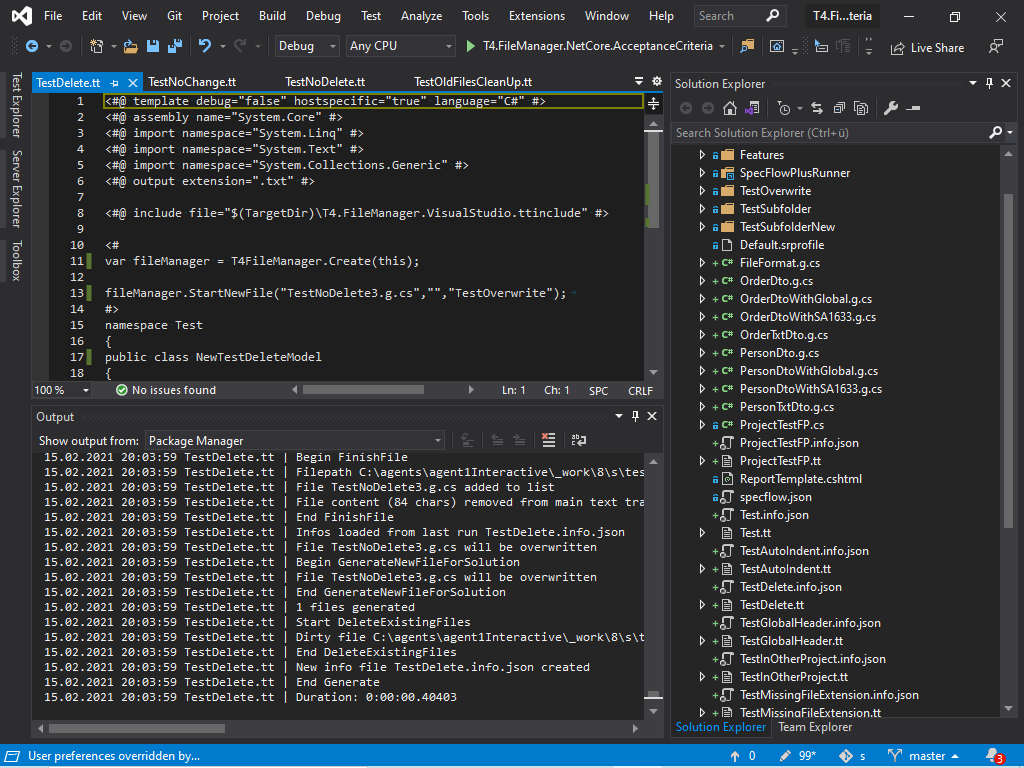 File Edit View Git Project Build Debug Test Analyze Tools Extensions Window Help Search T4.Fi...teria
Debug Any CPU T4.FileManager.NetCore.AcceptanceCriteria Live Share
Test Explorer
Server Explorer
Toolbox
TestDelete.tt TestNoChange.tt TestNoDelete.tt TestOldFilesCleanUp.tt
1 <#@ template debug="false" hostspecific="true" language="C#" #>
2 <#@ assembly name="System.Core" #>
3 <#@ import namespace="System.Linq" #>
4 <#@ import namespace="System.Text" #>
5 <#@ import namespace="System.Collections.Generic" #>
6 <#@ output extension=".txt" #>
7
8 <#@ include file="$(TargetDir)\T4.FileManager.VisualStudio.ttinclude" #>
9
10 <#
11 var fileManager = T4FileManager.Create(this);
12
13 fileManager.StartNewFile("TestNoDelete3.g.cs","","TestOverwrite");
14 #>
15 namespace Test
16 {
17 public class NewTestDeleteModel
18 {
100 % No issues found Ln: 1 Ch: 1 SPC CRLF
Output
Show output from: Package Manager
15.02.2021 20:03:59 TestDelete.tt | Begin FinishFile
15.02.2021 20:03:59 TestDelete.tt | Filepath C:\agents\agent1Interactive\_work\8\s\tes
15.02.2021 20:03:59 TestDelete.tt | File TestNoDelete3.g.cs added to list
15.02.2021 20:03:59 TestDelete.tt | File content (84 chars) removed from main text tra
15.02.2021 20:03:59 TestDelete.tt | End FinishFile
15.02.2021 20:03:59 TestDelete.tt | Infos loaded from last run TestDelete.info.json
15.02.2021 20:03:59 TestDelete.tt | File TestNoDelete3.g.cs will be overwritten
15.02.2021 20:03:59 TestDelete.tt | Begin GenerateNewFileForSolution
15.02.2021 20:03:59 TestDelete.tt | File TestNoDelete3.g.cs will be overwritten
15.02.2021 20:03:59 TestDelete.tt | End GenerateNewFileForSolution
15.02.2021 20:03:59 TestDelete.tt | 1 files generated
15.02.2021 20:03:59 TestDelete.tt | Start DeleteExistingFiles
15.02.2021 20:03:59 TestDelete.tt | Dirty file C:\agents\agent1Interactive\_work\8\s\t
15.02.2021 20:03:59 TestDelete.tt | End DeleteExistingFiles
15.02.2021 20:03:59 TestDelete.tt | New info file TestDelete.info.json created
15.02.2021 20:03:59 TestDelete.tt | End Generate
15.02.2021 20:03:59 TestDelete.tt | Duration: 0:00:00.40403
Solution Explorer
Search Solution Explorer (Ctrl+ü)
Features
SpecFlowPlusRunner
TestOverwrite
TestSubfolder
TestSubfolderNew
Default.srprofile
FileFormat.g.cs
OrderDto.g.cs
OrderDtoWithGlobal.g.cs
OrderDtoWithSA1633.g.cs
OrderTxtDto.g.cs
PersonDto.g.cs
PersonDtoWithGlobal.g.cs
PersonDtoWithSA1633.g.cs
PersonTxtDto.g.cs
ProjectTestFP.cs
ProjectTestFP.info.json
ProjectTestFP.tt
ReportTemplate.cshtml
specflow.json
Test.info.json
Test.tt
TestAutoIndent.info.json
TestAutoIndent.tt
TestDelete.info.json
TestDelete.tt
TestGlobalHeader.info.json
TestGlobalHeader.tt
TestInOtherProject.info.json
TestInOtherProject.tt
TestMissingFileExtension.info.json
TestMissingFileExtension.tt
Solution Explorer Team Explorer
User preferences overridden by... 0 99* s master 3